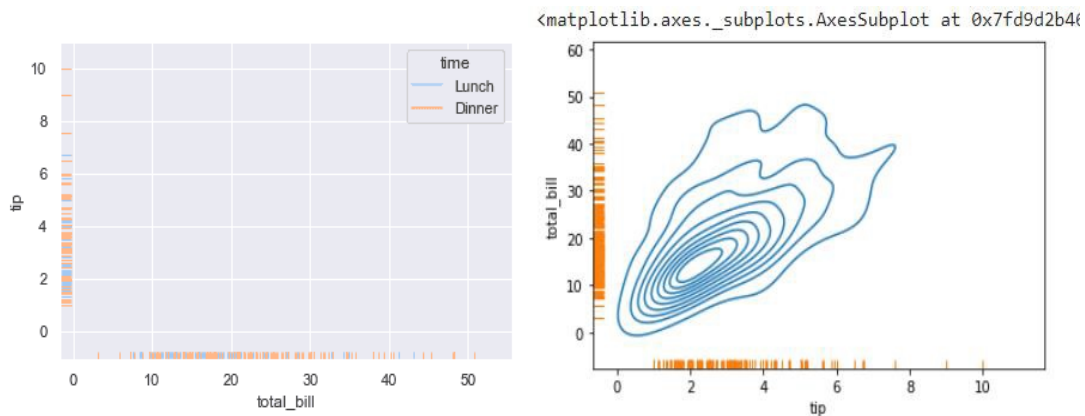 <matplotlib.axes._subplots.AxesSubplot at 0x7fd9d2b46
time
Lunch
Dinner
10
8
6
4
2
0
tip
0 10 20 30 40 50
total_bill
60
50
40
30
20
10
0
total_bill
0 2 4 6 8 10
tip